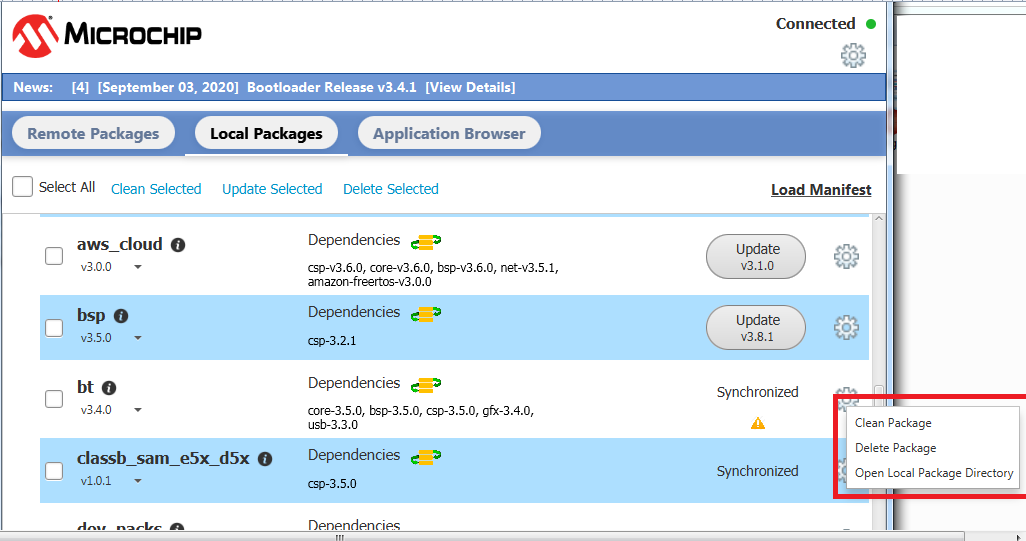 MICROCHIP
Connected
News: [4] [September 03, 2020] Bootloader Release v3.4.1 [View Details]
Remote Packages Local Packages Application Browser
Select All Clean Selected Update Selected Delete Selected Load Manifest
aws_cloud
v3.0.0
Dependencies
csp-v3.6.0, core-v3.6.0, bsp-v3.6.0, net-v3.5.1,
amazon-freertos-v3.0.0
Update
v3.1.0
bsp
v3.5.0
Dependencies
csp-3.2.1
Update
v3.8.1
bt
v3.4.0
Dependencies
core-3.5.0, bsp-3.5.0, csp-3.5.0, gfx-3.4.0,
usb-3.3.0
Synchronized
Clean Package
Delete Package
Open Local Package Directory
classb_sam_e5x_d5x
v1.0.1
Dependencies
csp-3.5.0
Synchronized
dev_packs
Dependencies